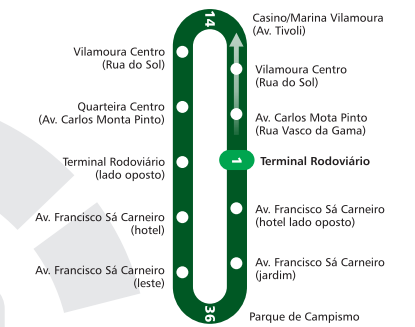 14
Casino/Marina Vilamoura
(Av. Tivoli)
Vilamoura Centro
(Rua do Sol)
Vilamoura Centro
(Rua do Sol)
Quarteira Centro
(Av. Carlos Monta Pinto)
Av. Carlos Mota Pinto
(Rua Vasco da Gama)
Terminal Rodoviário
(lado oposto)
1
Terminal Rodoviário
Av. Francisco Sá Carneiro
(hotel)
Av. Francisco Sá Carneiro
(hotel lado oposto)
Av. Francisco Sá Carneiro
(leste)
Av. Francisco Sá Carneiro
(jardim)
36
Parque de Campismo